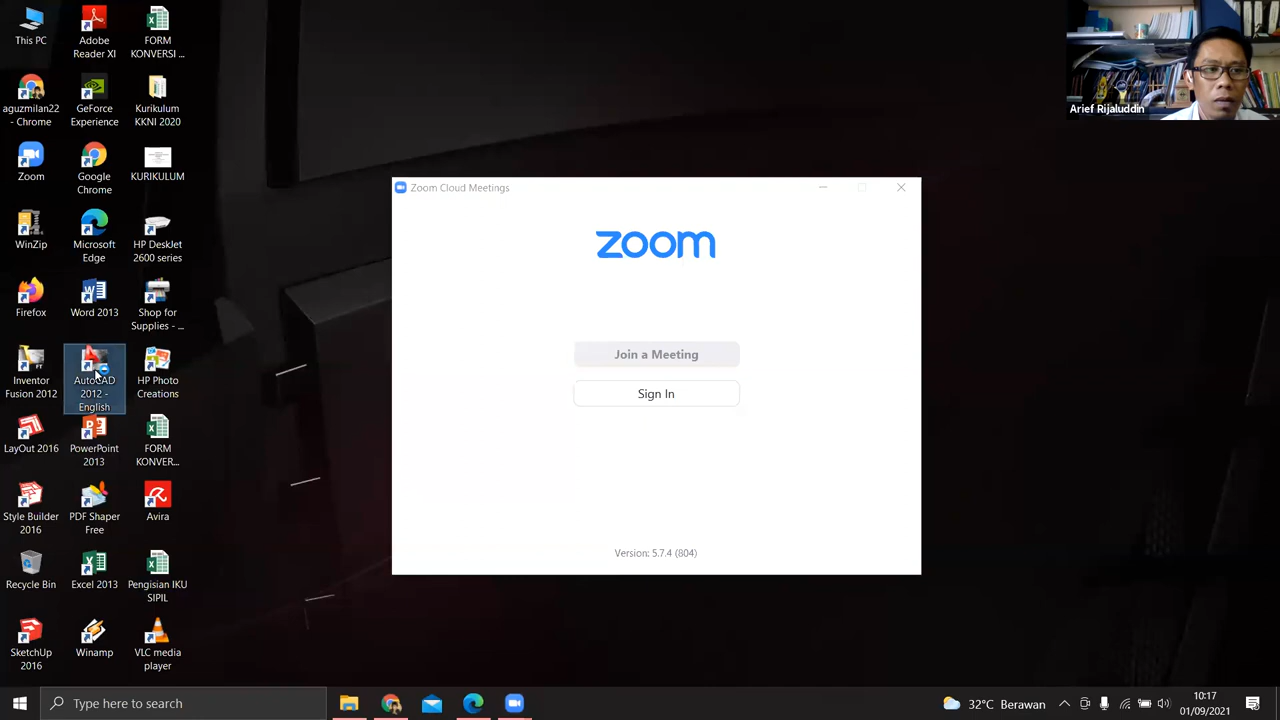 This PC
Adobe
Reader XI
FORM
KONVERSI ...
aguzmilan22
- Chrome
GeForce
Experience
Kurikulum
KKNI 2020
Zoom
Google
Chrome
KURIKULUM
WinZip
Microsoft
Edge
HP DeskJet
2600 series
Firefox
Word 2013
Shop for
Supplies - ...
Inventor
Fusion 2012
AutoCAD
2012 -
English
HP Photo
Creations
LayOut 2016
PowerPoint
2013
FORM
KONVER...
Style Builder
2016
PDF Shaper
Free
Avira
Recycle Bin
Excel 2013
Pengisian IKU
SIPIL
SketchUp
2016
Winamp
VLC media
player
Zoom Cloud Meetings
zoom
Join a Meeting
Sign In
Version: 5.7.4 (804)
Arief Rijaluddin
Type here to search
32°C Berawan
10:17
01/09/2021